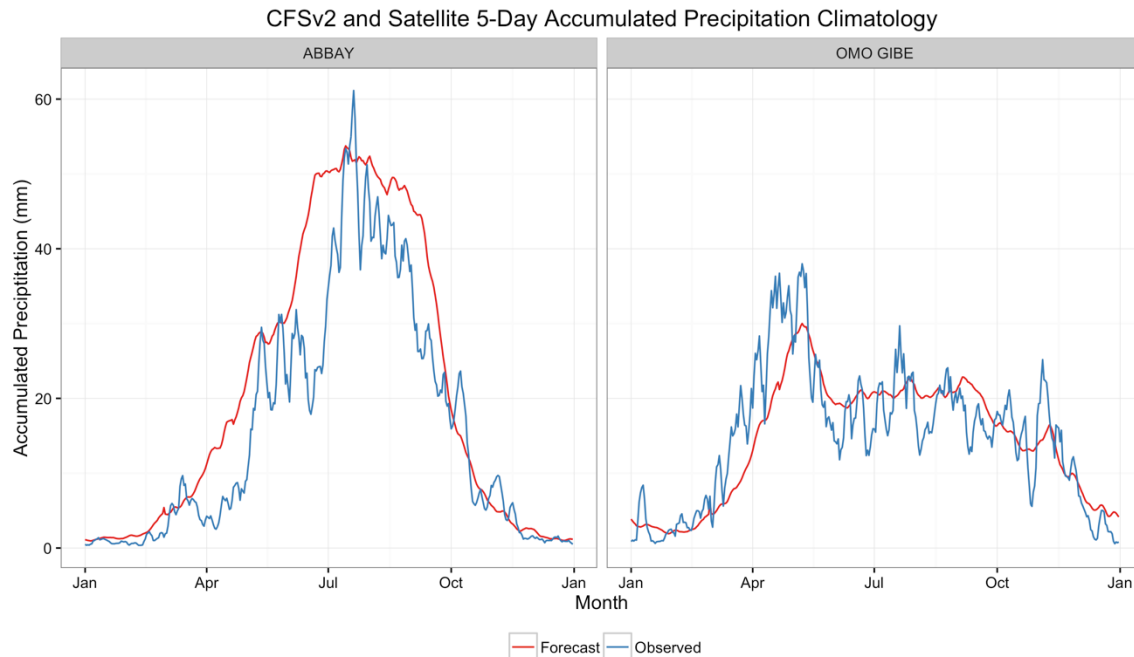 CFSv2 and Satellite 5-Day Accumulated Precipitation Climatology
ABBAY
OMO GIBE
Accumulated Preciptitation (mm)
60
40
20
0
Jan Apr Jul Oct Jan
Jan Apr Jul Oct Jan
Month
Forecast Observed